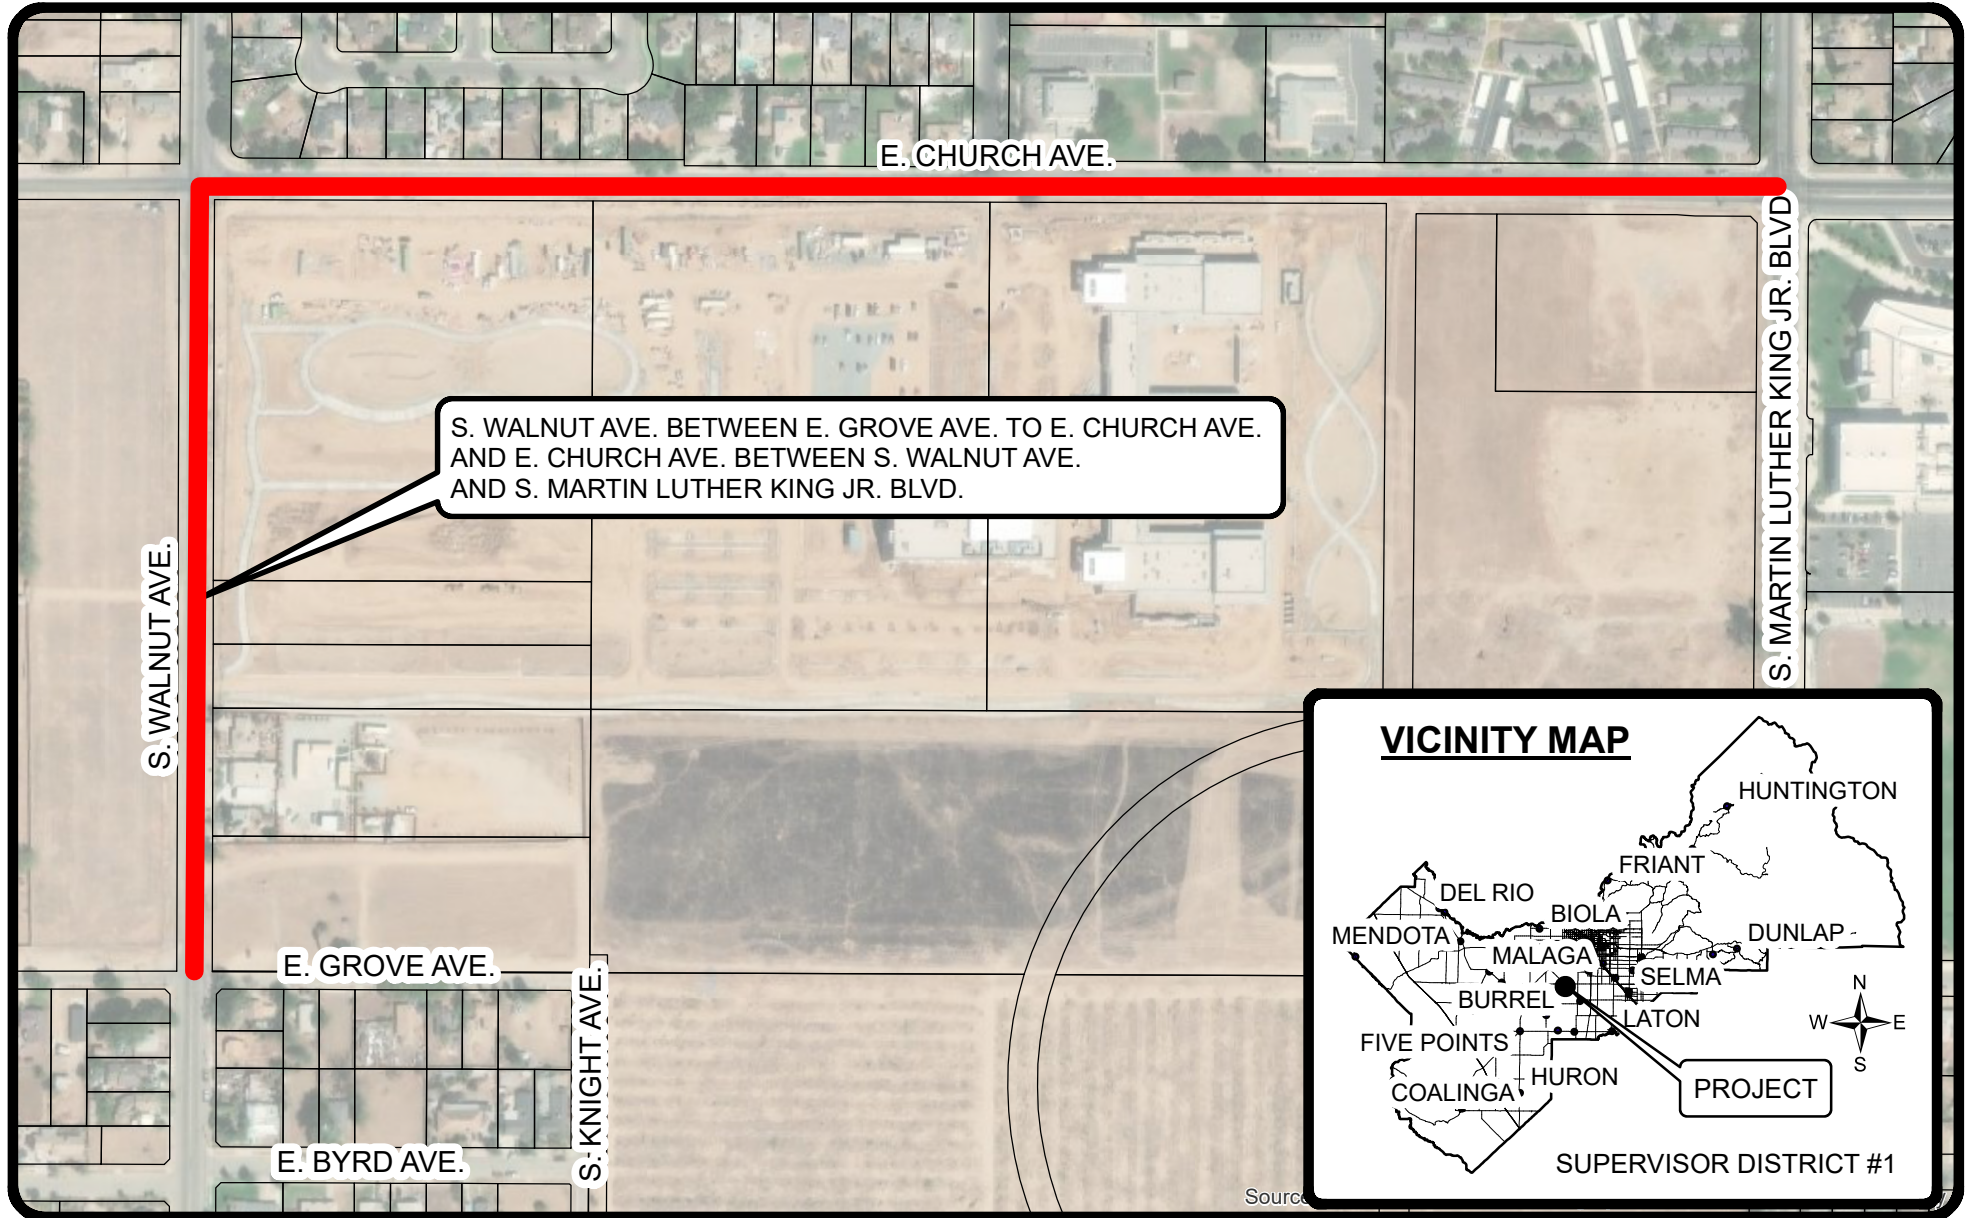 E. CHURCH AVE.
S. MARTIN LUTHER KING JR. BLVD
S. WALNUT AVE. BETWEEN E. GROVE AVE. TO E. CHURCH AVE.
AND E. CHURCH AVE. BETWEEN S. WALNUT AVE.
AND S. MARTIN LUTHER KING JR. BLVD.
S. WALNUT AVE.
E. GROVE AVE.
S. KNIGHT AVE.
E. BYRD AVE.
VICINITY MAP
HUNTINGTON
FRIANT
DEL RIO
BIOLA
MENDOTA
DUNLAP
MALAGA
SELMA
BURREL
LATON
FIVE POINTS
HURON
COALINGA
N
W
E
S
PROJECT
SUPERVISOR DISTRICT #1